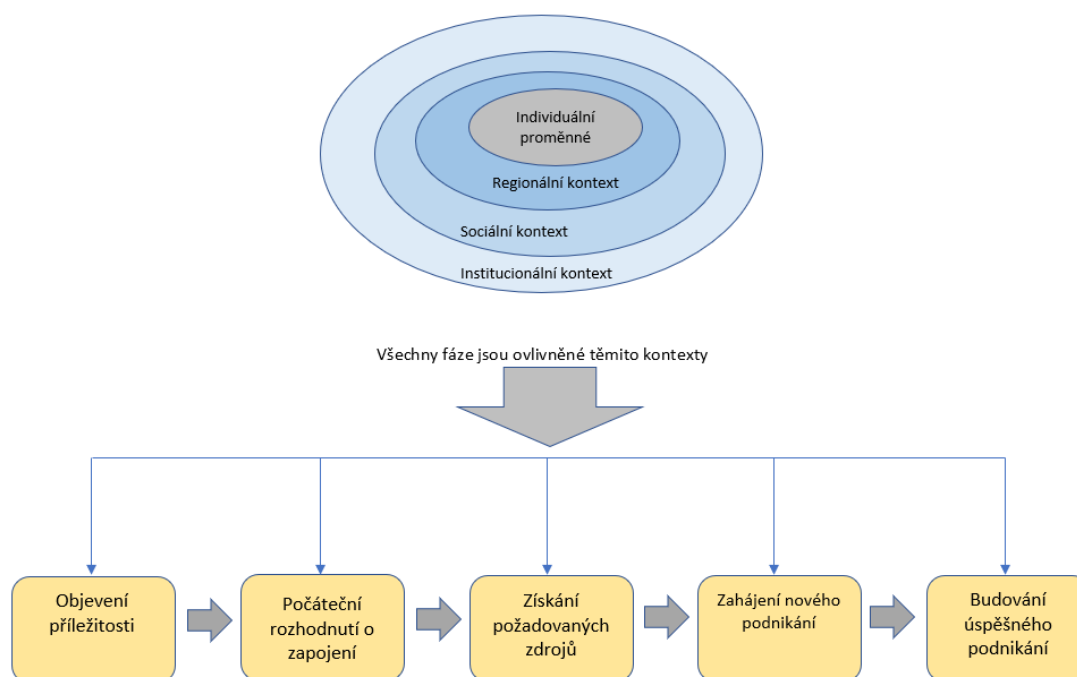 Individuální
proměnné
Regionální kontext
Sociální kontext
Institucionální kontext
Všechny fáze jsou ovlivněné těmito kontexty
Objevení
příležitosti
Počáteční
rozhodnutí o
zapojení
Získání
požadovaných
zdrojů
Zahájení nového
podnikání
Budování
úspěšného
podnikání